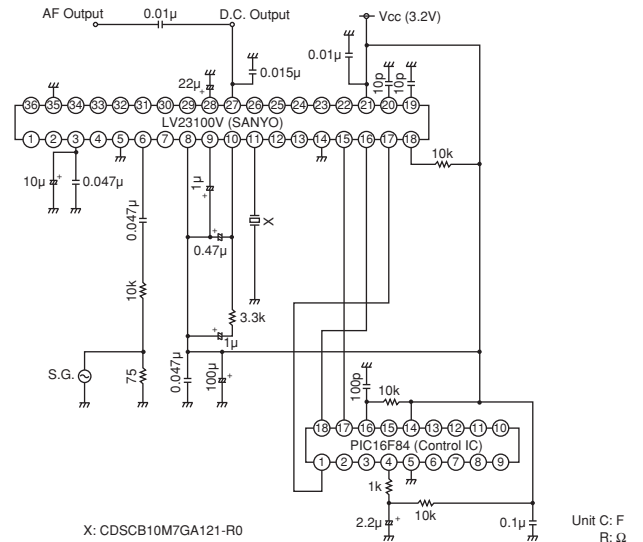 AF Output
0.01μ
D.C. Output
Vcc (3.2V)
0.01μ
22μ
+
0.015μ
10p
10p
36 35 34 33 32 31 30 29 28 27 26 25 24 23 22 21 20 19
LV23100V (SANYO)
1 2 3 4 5 6 7 8 9 10 11 12 13 14 15 16 17 18
10k
10μ
+
0.047μ
0.047μ
1μ
+
0.47μ
+
X
10k
3.3k
+
1μ
S.G.
75
0.047μ
100μ
+
100p
10k
18 17 16 15 14 13 12 11 10
PIC16F84 (Control IC)
1 2 3 4 5 6 7 8 9
1k
10k
2.2μ
+
0.1μ
X: CDSCB10M7GA121-R0
Unit C: F
R: Ω